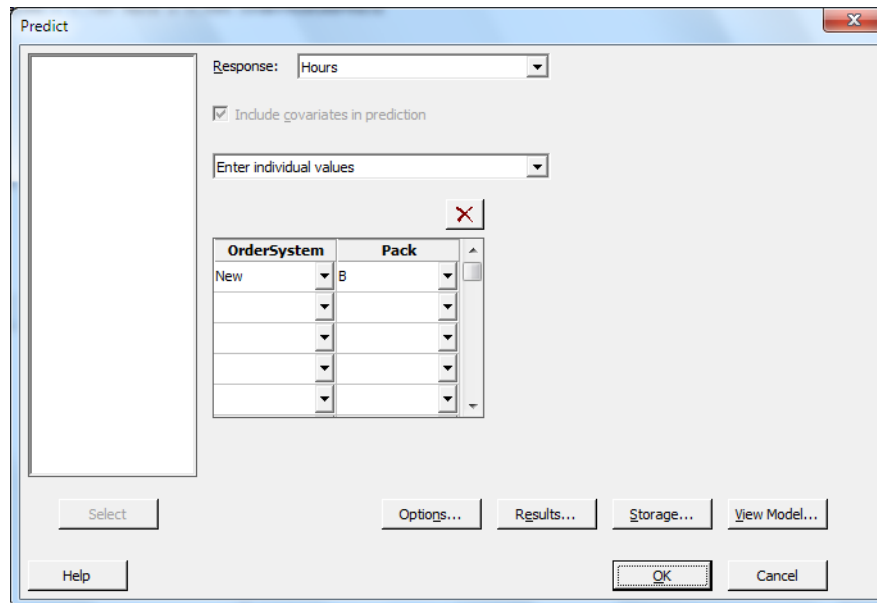 Predict
Response: Hours
Include covariates in prediction
Enter individual values
OrderSystem Pack
New B
Select Options... Results... Storage... View Model...
Help OK Cancel